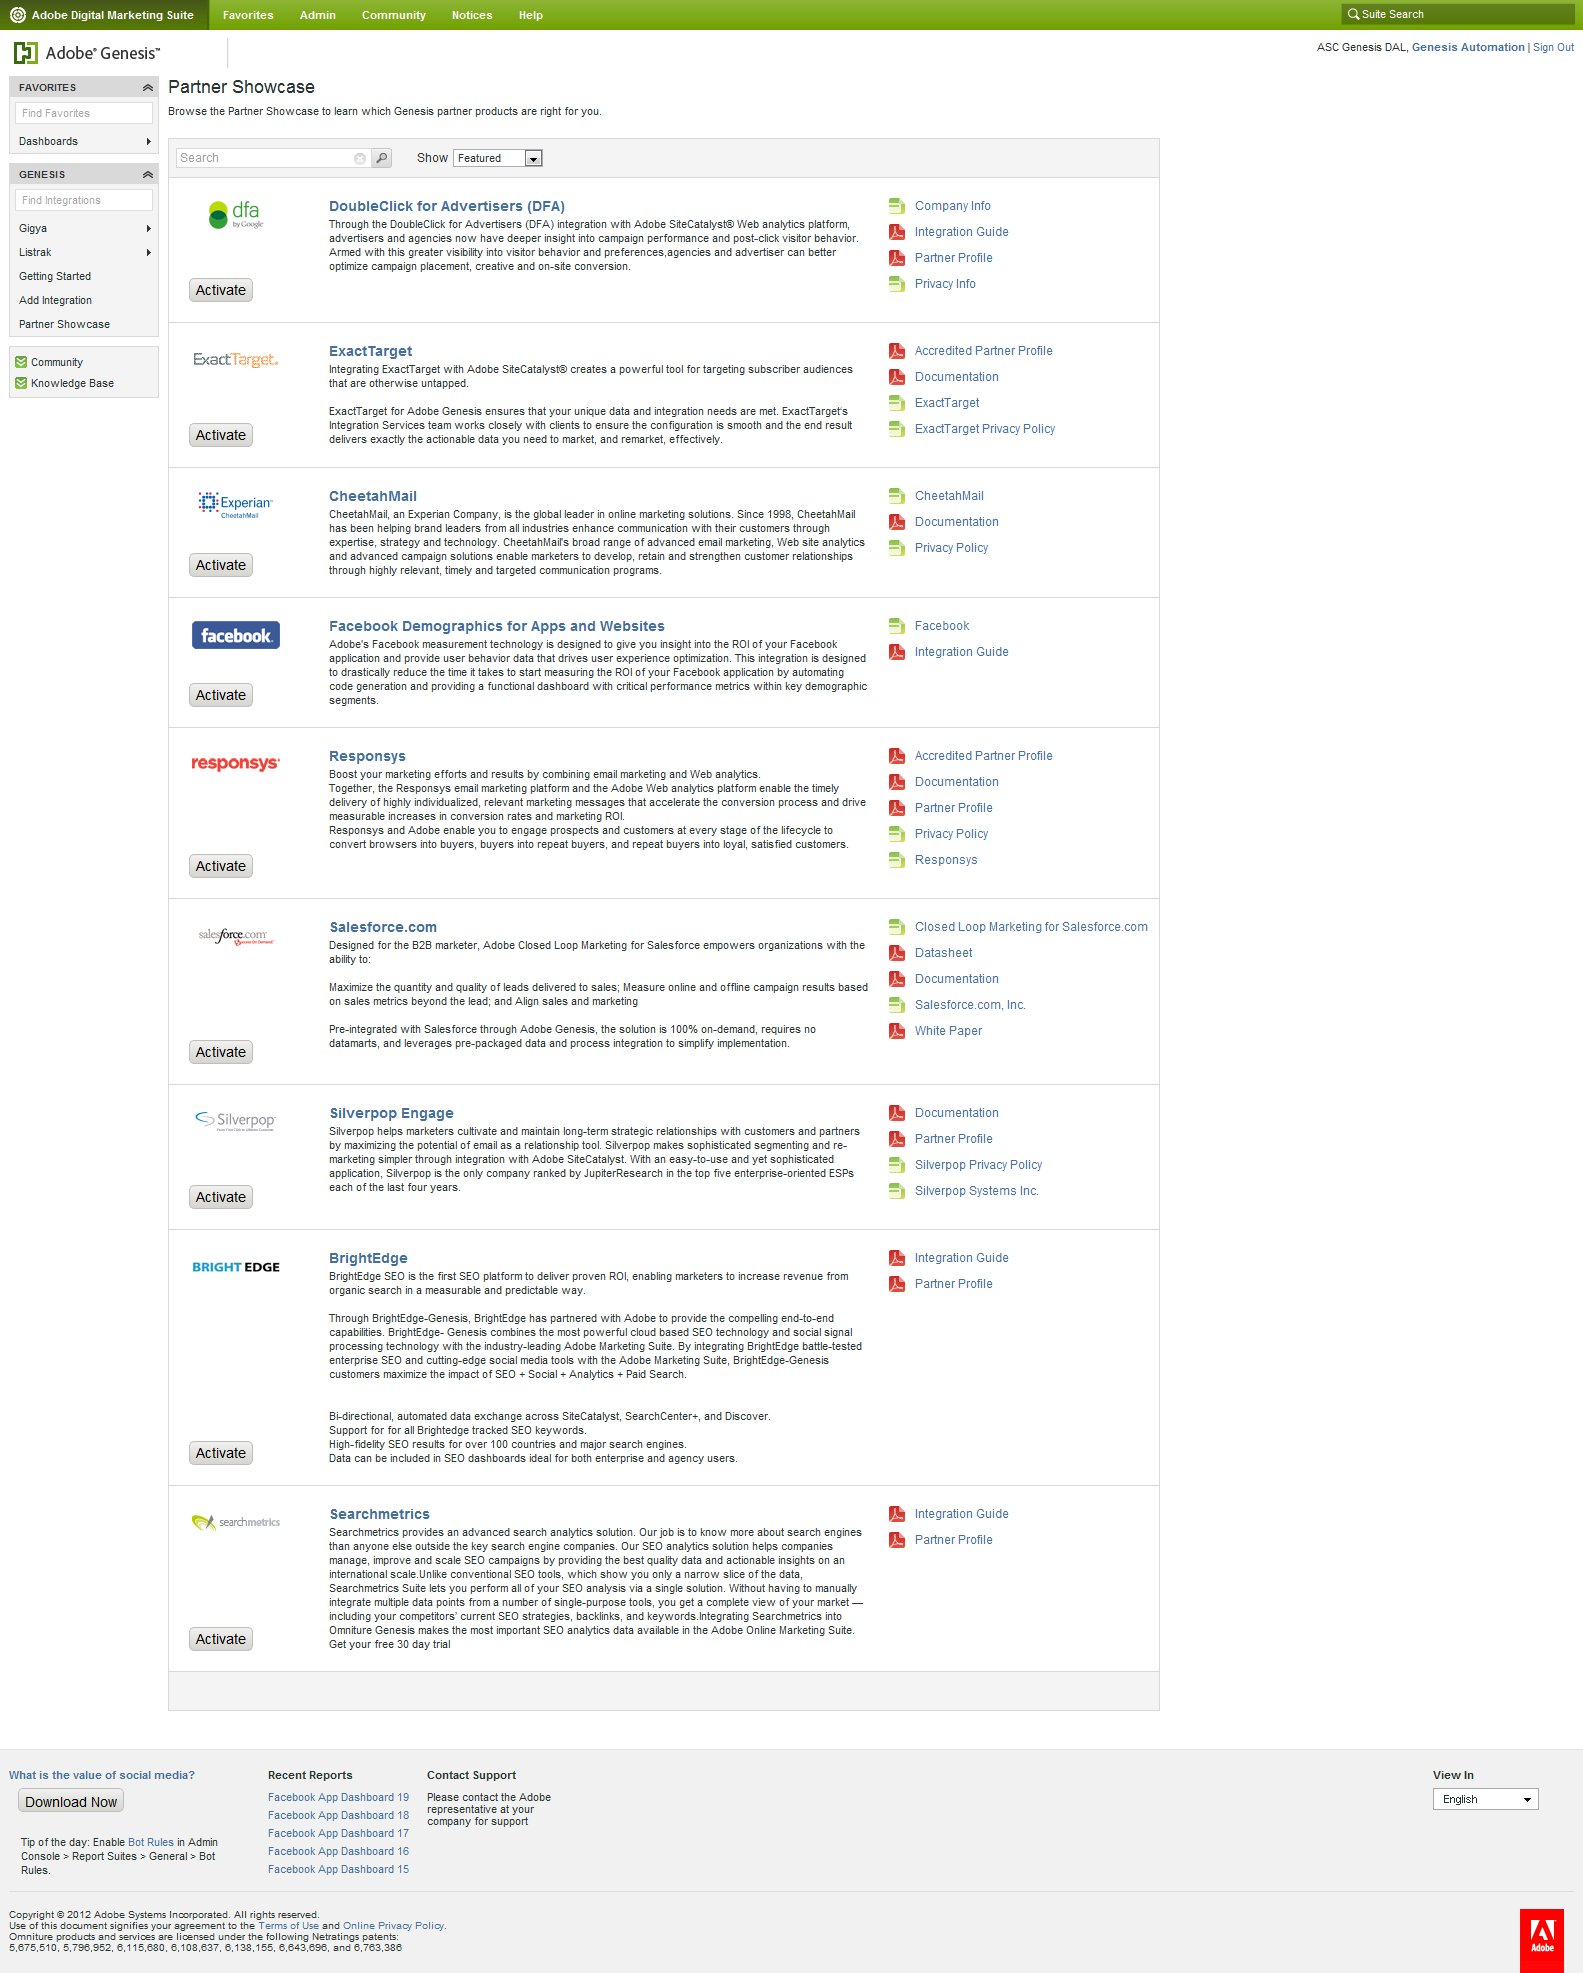 Adobe Digital Marketing Suite Favorites Admin Community Notices Help Suite Search
Adobe® Genesis™
ASC Genesis DAL, Genesis Automation | Sign Out
FAVORITES
Find Favorites
Dashboards
GENESIS
Find Integrations
Gigya
Listrak
Getting Started
Add Integration
Partner Showcase
Community
Knowledge Base
Partner Showcase
Browse the Partner Showcase to learn which Genesis partner products are right for you.
Search Show Featured
dfa
by Google
Activate
DoubleClick for Advertisers (DFA)
Through the DoubleClick for Advertisers (DFA) integration with Adobe SiteCatalyst® Web analytics platform,
advertisers and agencies now have deeper insight into campaign performance and post-click visitor behavior.
Armed with this greater visibility into visitor behavior and preferences,agencies and advertiser can better
optimize campaign placement, creative and on-site conversion.
Company Info
Integration Guide
Partner Profile
Privacy Info
ExactTarget.
Activate
ExactTarget
Integrating ExactTarget with Adobe SiteCatalyst® creates a powerful tool for targeting subscriber audiences
that are otherwise untapped.
ExactTarget for Adobe Genesis ensures that your unique data and integration needs are met. ExactTarget's
Integration Services team works closely with clients to ensure the configuration is smooth and the end result
delivers exactly the actionable data you need to market, and remarket, effectively.
Accredited Partner Profile
Documentation
ExactTarget
ExactTarget Privacy Policy
Experian™
CheetahMail
Activate
CheetahMail
CheetahMail, an Experian Company, is the global leader in online marketing solutions. Since 1998, CheetahMail
has been helping brand leaders from all industries enhance communication with their customers through
expertise, strategy and technology. CheetahMail's broad range of advanced email marketing, Web site analytics
and advanced campaign solutions enable marketers to develop, retain and strengthen customer relationships
through highly relevant, timely and targeted communication programs.
CheetahMail
Documentation
Privacy Policy
facebook.
Activate
Facebook Demographics for Apps and Websites
Adobe's Facebook measurement technology is designed to give you insight into the ROI of your Facebook
application and provide user behavior data that drives user experience optimization. This integration is designed
to drastically reduce the time it takes to start measuring the ROI of your Facebook application by automating
code generation and providing a functional dashboard with critical performance metrics within key demographic
segments.
Facebook
Integration Guide
responsys®
Activate
Responsys
Boost your marketing efforts and results by combining email marketing and Web analytics.
Together, the Responsys email marketing platform and the Adobe Web analytics platform enable the timely
delivery of highly individualized, relevant marketing messages that accelerate the conversion process and drive
measurable increases in conversion rates and marketing ROI.
Responsys and Adobe enable you to engage prospects and customers at every stage of the lifecycle to
convert browsers into buyers, buyers into repeat buyers, and repeat buyers into loyal, satisfied customers.
Accredited Partner Profile
Documentation
Partner Profile
Privacy Policy
Responsys
salesforce.com
Success On Demand
Activate
Salesforce.com
Designed for the B2B marketer, Adobe Closed Loop Marketing for Salesforce empowers organizations with the
ability to:
Maximize the quantity and quality of leads delivered to sales; Measure online and offline campaign results based
on sales metrics beyond the lead; and Align sales and marketing
Pre-integrated with Salesforce through Adobe Genesis, the solution is 100% on-demand, requires no
datamarts, and leverages pre-packaged data and process integration to simplify implementation.
Closed Loop Marketing for Salesforce.com
Datasheet
Documentation
Salesforce.com, Inc.
White Paper
Silverpop
Activate
Silverpop Engage
Silverpop helps marketers cultivate and maintain long-term strategic relationships with customers and partners
by maximizing the potential of email as a relationship tool. Silverpop makes sophisticated segmenting and re-
marketing simpler through integration with Adobe SiteCatalyst. With an easy-to-use and yet sophisticated
application, Silverpop is the only company ranked by JupiterResearch in the top five enterprise-oriented ESPs
each of the last four years.
Documentation
Partner Profile
Silverpop Privacy Policy
Silverpop Systems Inc.
BRIGHT EDGE
Activate
BrightEdge
BrightEdge SEO is the first SEO platform to deliver proven ROI, enabling marketers to increase revenue from
organic search in a measurable and predictable way.
Through BrightEdge-Genesis, BrightEdge has partnered with Adobe to provide the compelling end-to-end
capabilities. BrightEdge- Genesis combines the most powerful cloud based SEO technology and social signal
processing technology with the industry-leading Adobe Marketing Suite. By integrating BrightEdge battle-tested
enterprise SEO and cutting-edge social media tools with the Adobe Marketing Suite, BrightEdge-Genesis
customers maximize the impact of SEO + Social + Analytics + Paid Search.
Bi-directional, automated data exchange across SiteCatalyst, SearchCenter+, and Discover.
Support for for all Brightedge tracked SEO keywords.
High-fidelity SEO results for over 100 countries and major search engines.
Data can be included in SEO dashboards ideal for both enterprise and agency users.
Integration Guide
Partner Profile
searchmetrics
Activate
Searchmetrics
Searchmetrics provides an advanced search analytics solution. Our job is to know more about search engines
than anyone else outside the key search engine companies. Our SEO analytics solution helps companies
manage, improve and scale SEO campaigns by providing the best quality data and actionable insights on an
international scale.Unlike conventional SEO tools, which show you only a narrow slice of the data,
Searchmetrics Suite lets you perform all of your SEO analysis via a single solution. Without having to manually
integrate multiple data points from a number of single-purpose tools, you get a complete view of your market —
including your competitors' current SEO strategies, backlinks, and keywords.Integrating Searchmetrics into
Omniture Genesis makes the most important SEO analytics data available in the Adobe Online Marketing Suite.
Get your free 30 day trial
Integration Guide
Partner Profile
What is the value of social media?
Download Now
Tip of the day: Enable Bot Rules in Admin
Console > Report Suites > General > Bot
Rules.
Recent Reports
Facebook App Dashboard 19
Facebook App Dashboard 18
Facebook App Dashboard 17
Facebook App Dashboard 16
Facebook App Dashboard 15
Contact Support
Please contact the Adobe
representative at your
company for support
View In
English
Copyright © 2012 Adobe Systems Incorporated. All rights reserved.
Use of this document signifies your agreement to the Terms of Use and Online Privacy Policy.
Omniture products and services are licensed under the following Netratings patents:
5,675,510, 5,796,952, 6,115,680, 6,108,637, 6,138,155, 6,643,696, and 6,763,386
Adobe